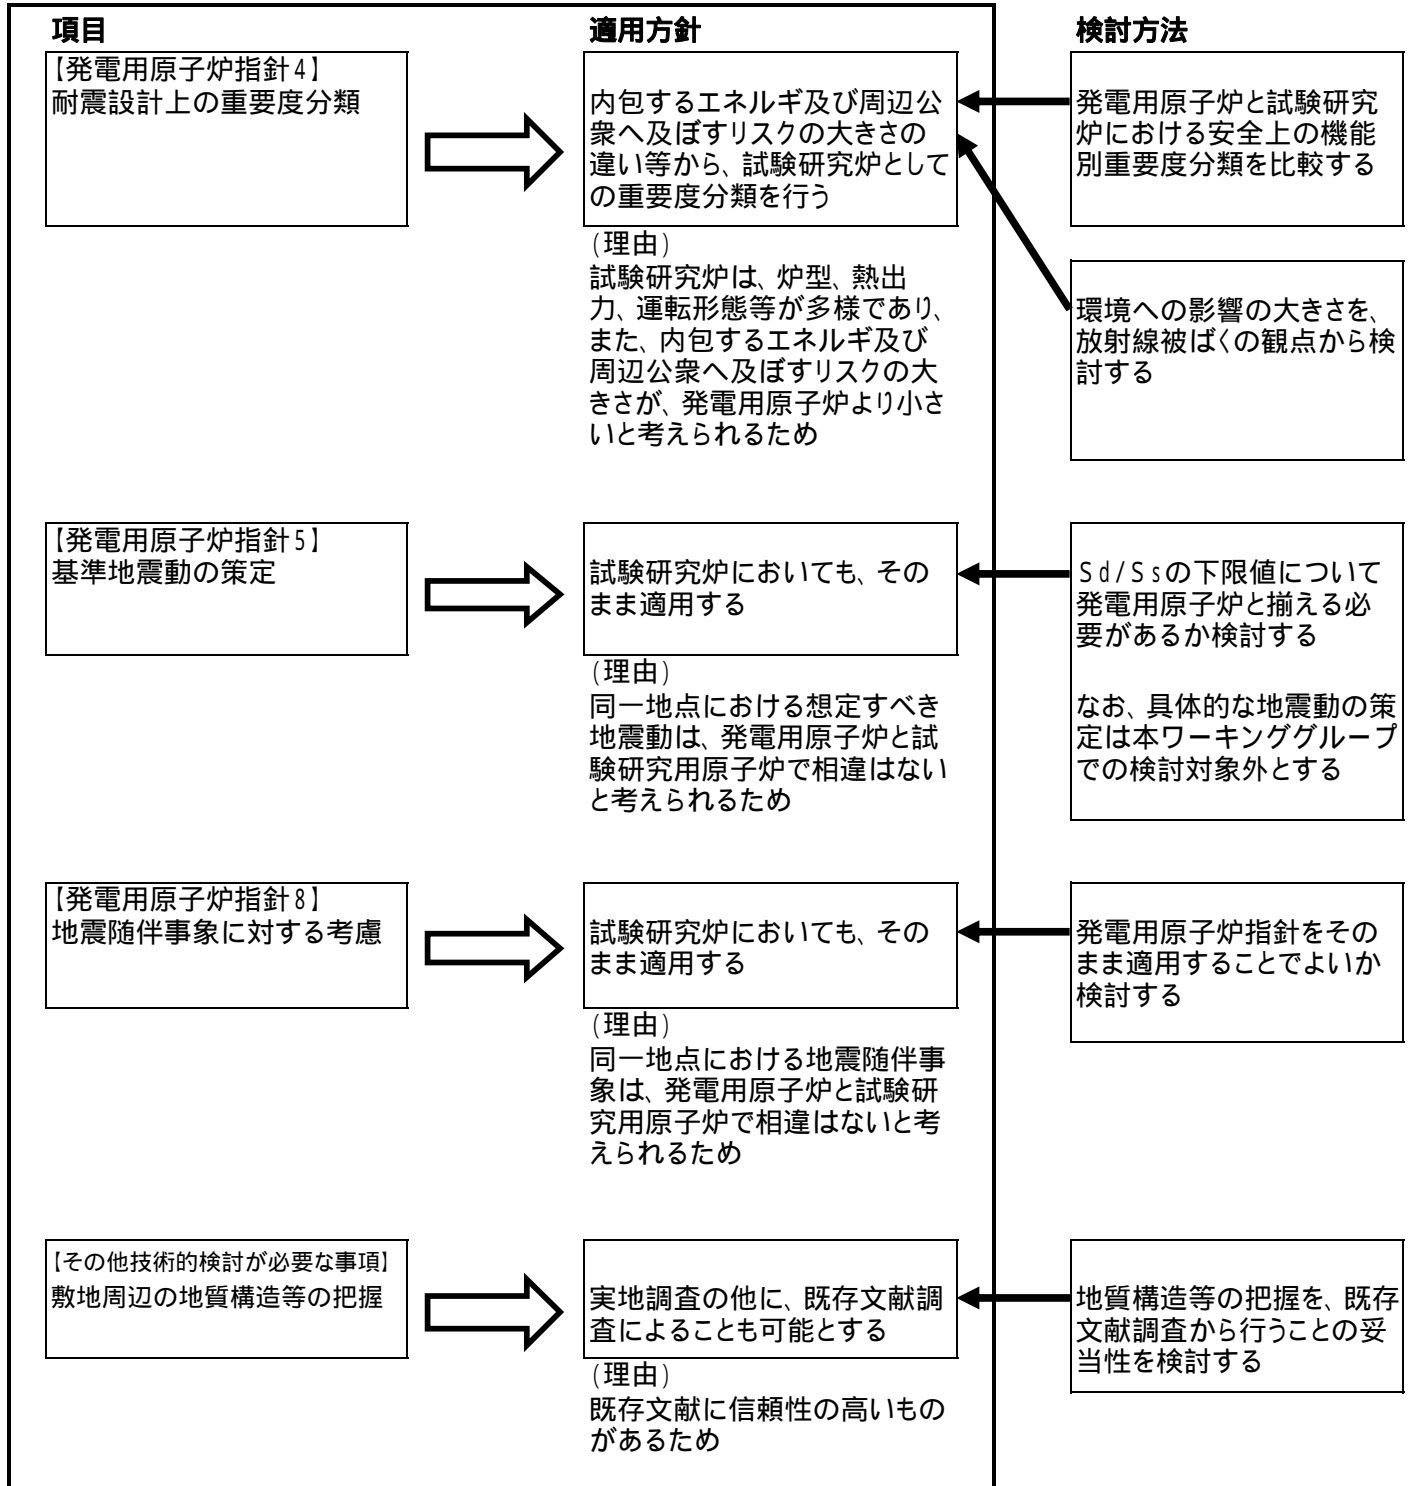 項目
適用方針
検討方法
【発電用原子炉指針4】
耐震設計上の重要度分類
内包するエネルギ及び周辺公
衆へ及ぼすリスクの大きさの
違い等から、試験研究炉として
の重要度分類を行う
(理由)
試験研究炉は、炉型、熱出
力、運転形態等が多様であり、
また、内包するエネルギ及び
周辺公衆へ及ぼすリスクの大
きさが、発電用原子炉より小さ
いと考えられるため
発電用原子炉と試験研究
炉における安全上の機能
別重要度分類を比較する
環境への影響の大きさを、
放射線被ばくの観点から検
討する
【発電用原子炉指針5】
基準地震動の策定
試験研究炉においても、その
まま適用する
(理由)
同一地点における想定すべき
地震動は、発電用原子炉と試
験研究用原子炉で相違はない
と考えられるため
Sd/Ssの下限値について
発電用原子炉と揃える必
要があるか検討する
なお、具体的な地震動の策
定は本ワーキンググループ
での検討対象外とする
【発電用原子炉指針8】
地震随伴事象に対する考慮
試験研究炉においても、その
まま適用する
(理由)
同一地点における地震随伴事
象は、発電用原子炉と試験研
究用原子炉で相違はないと考
えられるため
発電用原子炉指針をその
まま適用することでよいか
検討する
【その他技術的検討が必要な事項】
敷地周辺の地質構造等の把握
実地調査の他に、既存文献調
査によることも可能とする
(理由)
既存文献に信頼性の高いもの
があるため
地質構造等の把握を、既存
文献調査から行うことの妥
当性を検討する